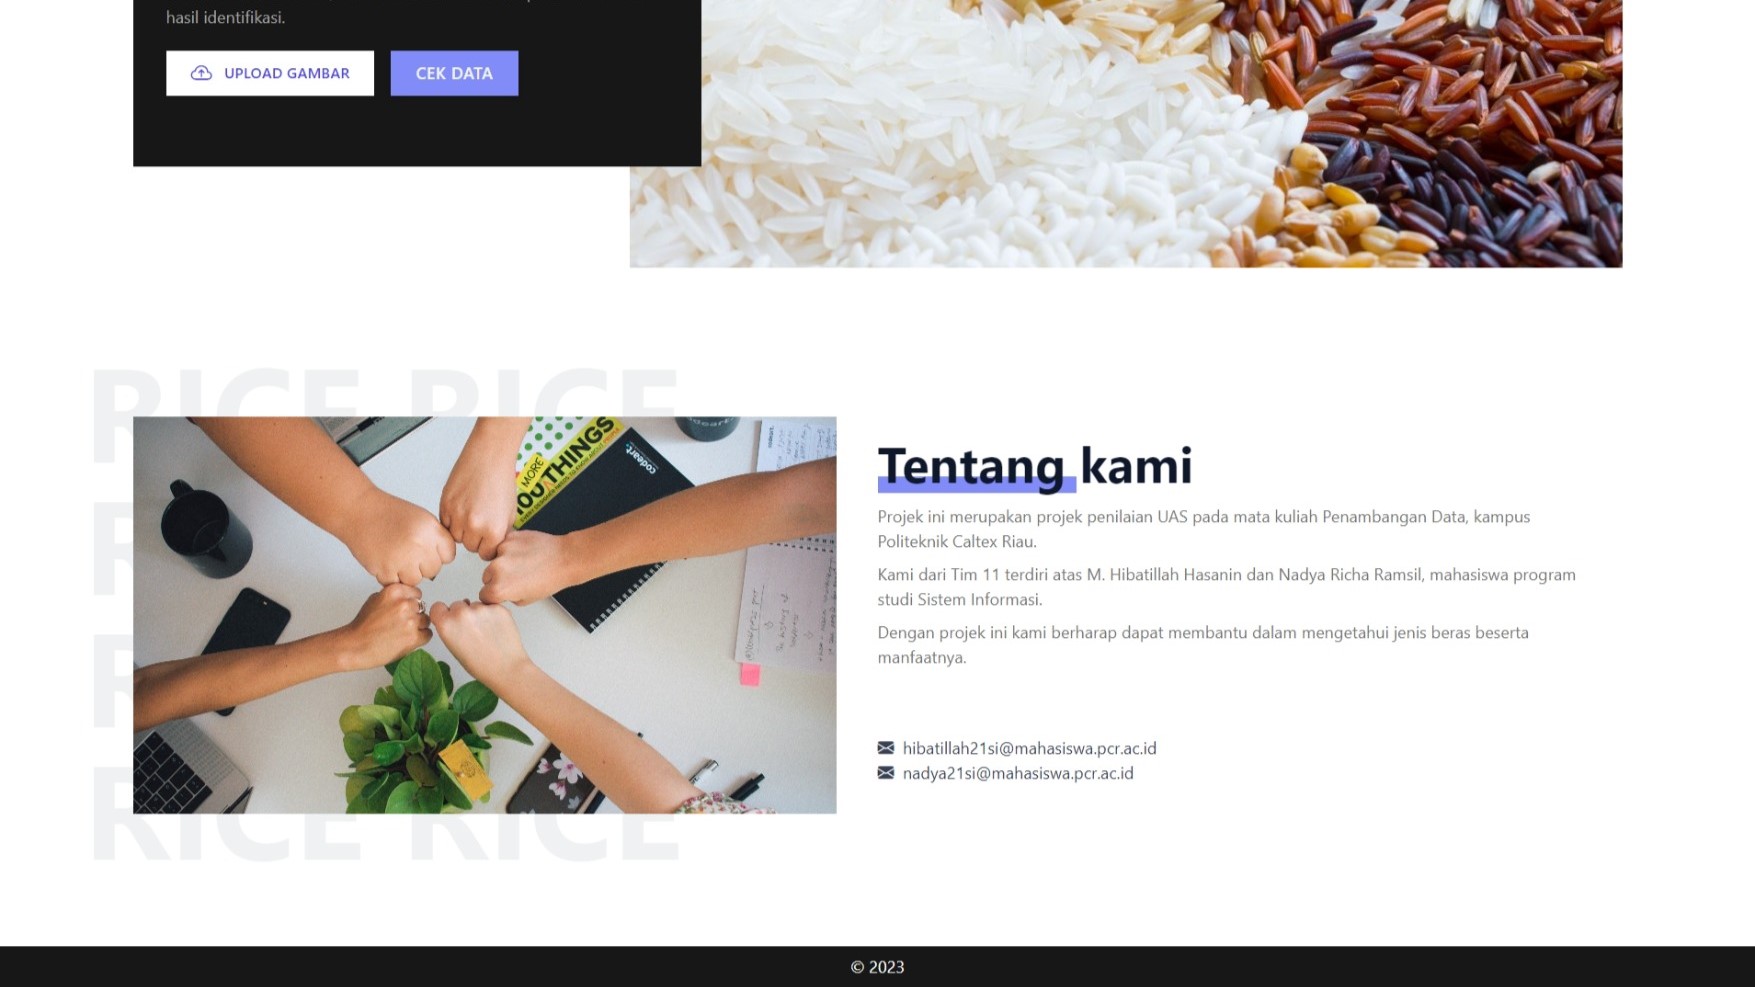 hasil identifikasi.
UPLOAD GAMBAR
CEK DATA
RICE RICE
MORE
100 THINGS
codeart.
Tentang kami
Projek ini merupakan projek penilaian UAS pada mata kuliah Penambangan Data, kampus
Politeknik Caltex Riau.
Kami dari Tim 11 terdiri atas M. Hibatillah Hasanin dan Nadya Richa Ramsil, mahasiswa program
studi Sistem Informasi.
Dengan projek ini kami berharap dapat membantu dalam mengetahui jenis beras beserta
manfaatnya.
hibatillah21si@mahasiswa.pcr.ac.id
nadya21si@mahasiswa.pcr.ac.id
RICE RICE
© 2023